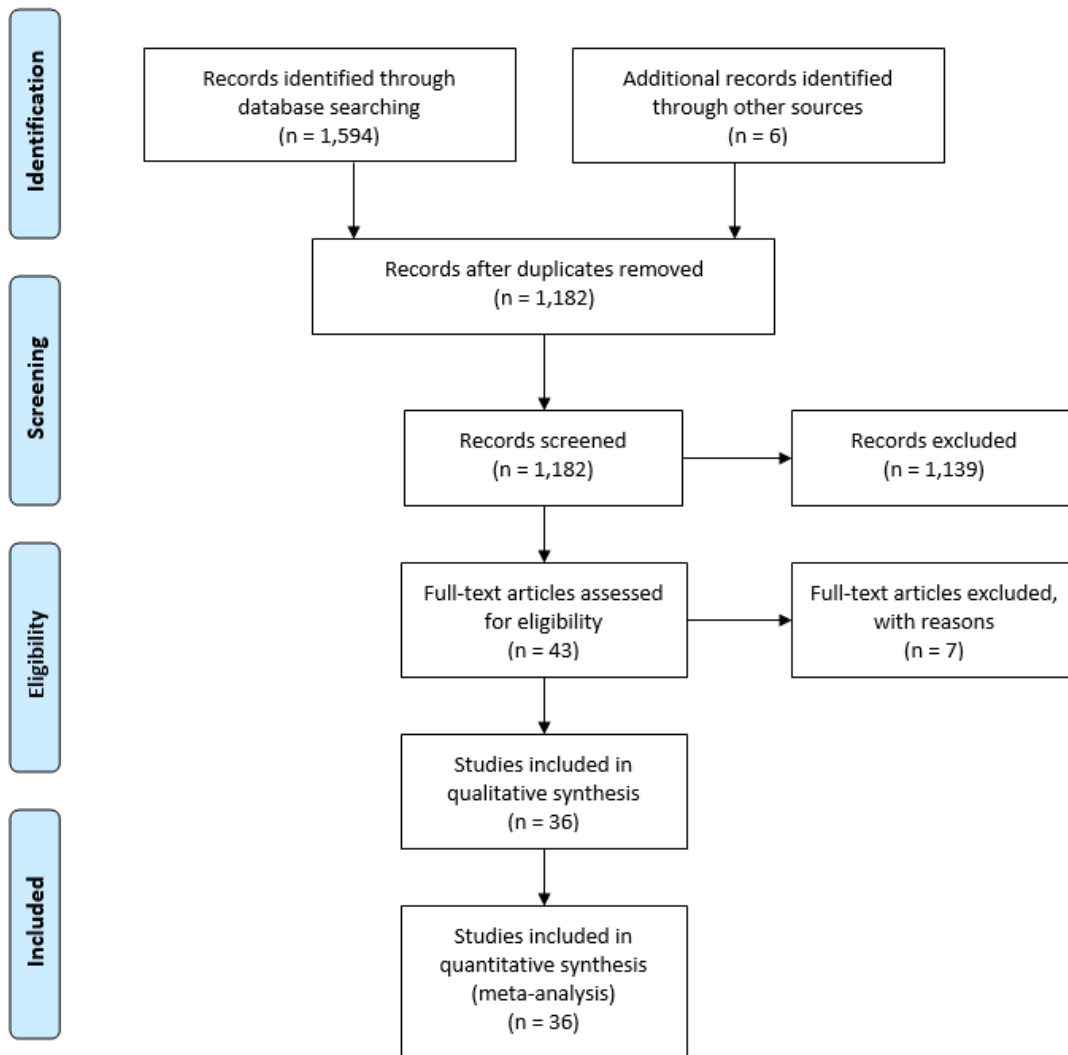 Identification
Records identified through
database searching
(n = 1,594)
Additional records identified
through other sources
(n = 6)
Records after duplicates removed
(n = 1,182)
Screening
Records screened
(n = 1,182)
Records excluded
(n = 1,139)
Eligibility
Full-text articles assessed
for eligibility
(n = 43)
Full-text articles excluded,
with reasons
(n = 7)
Studies included in
qualitative synthesis
(n = 36)
Included
Studies included in
quantitative synthesis
(meta-analysis)
(n = 36)